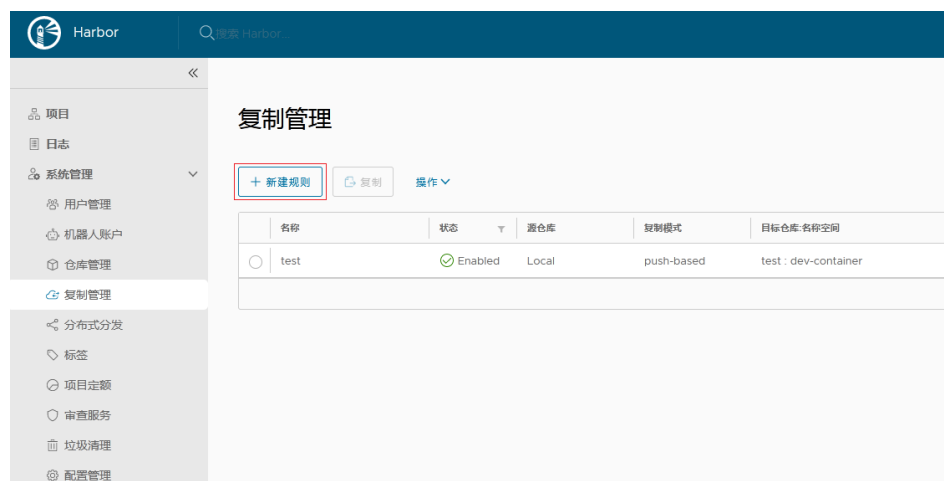 Harbor
搜索 Harbor...
项目
日志
系统管理
用户管理
机器人账户
仓库管理
复制管理
分布式分发
标签
项目定额
审查服务
垃圾清理
配置管理
复制管理
+ 新建规则 复制 操作
名称 状态 源仓库 复制模式 目标仓库:名称空间
test Enabled Local push-based test : dev-container